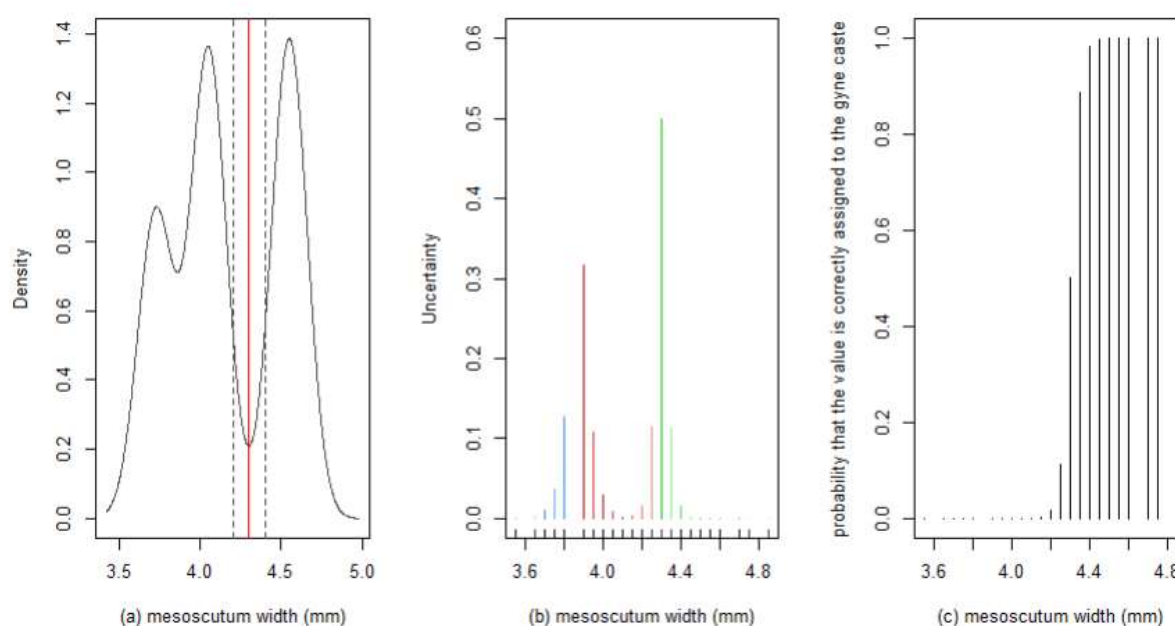 Density
0.0 0.2 0.4 0.6 0.8 1.0 1.2 1.4
3.5 4.0 4.5 5.0
(a) mesoscutum width (mm)
Uncertainty
0.0 0.1 0.2 0.3 0.4 0.5 0.6
3.6 4.0 4.4 4.8
(b) mesoscutum width (mm)
probability that the value is correctly assigned to the gyne caste
0.0 0.2 0.4 0.6 0.8 1.0
3.6 4.0 4.4 4.8
(c) mesoscutum width (mm)